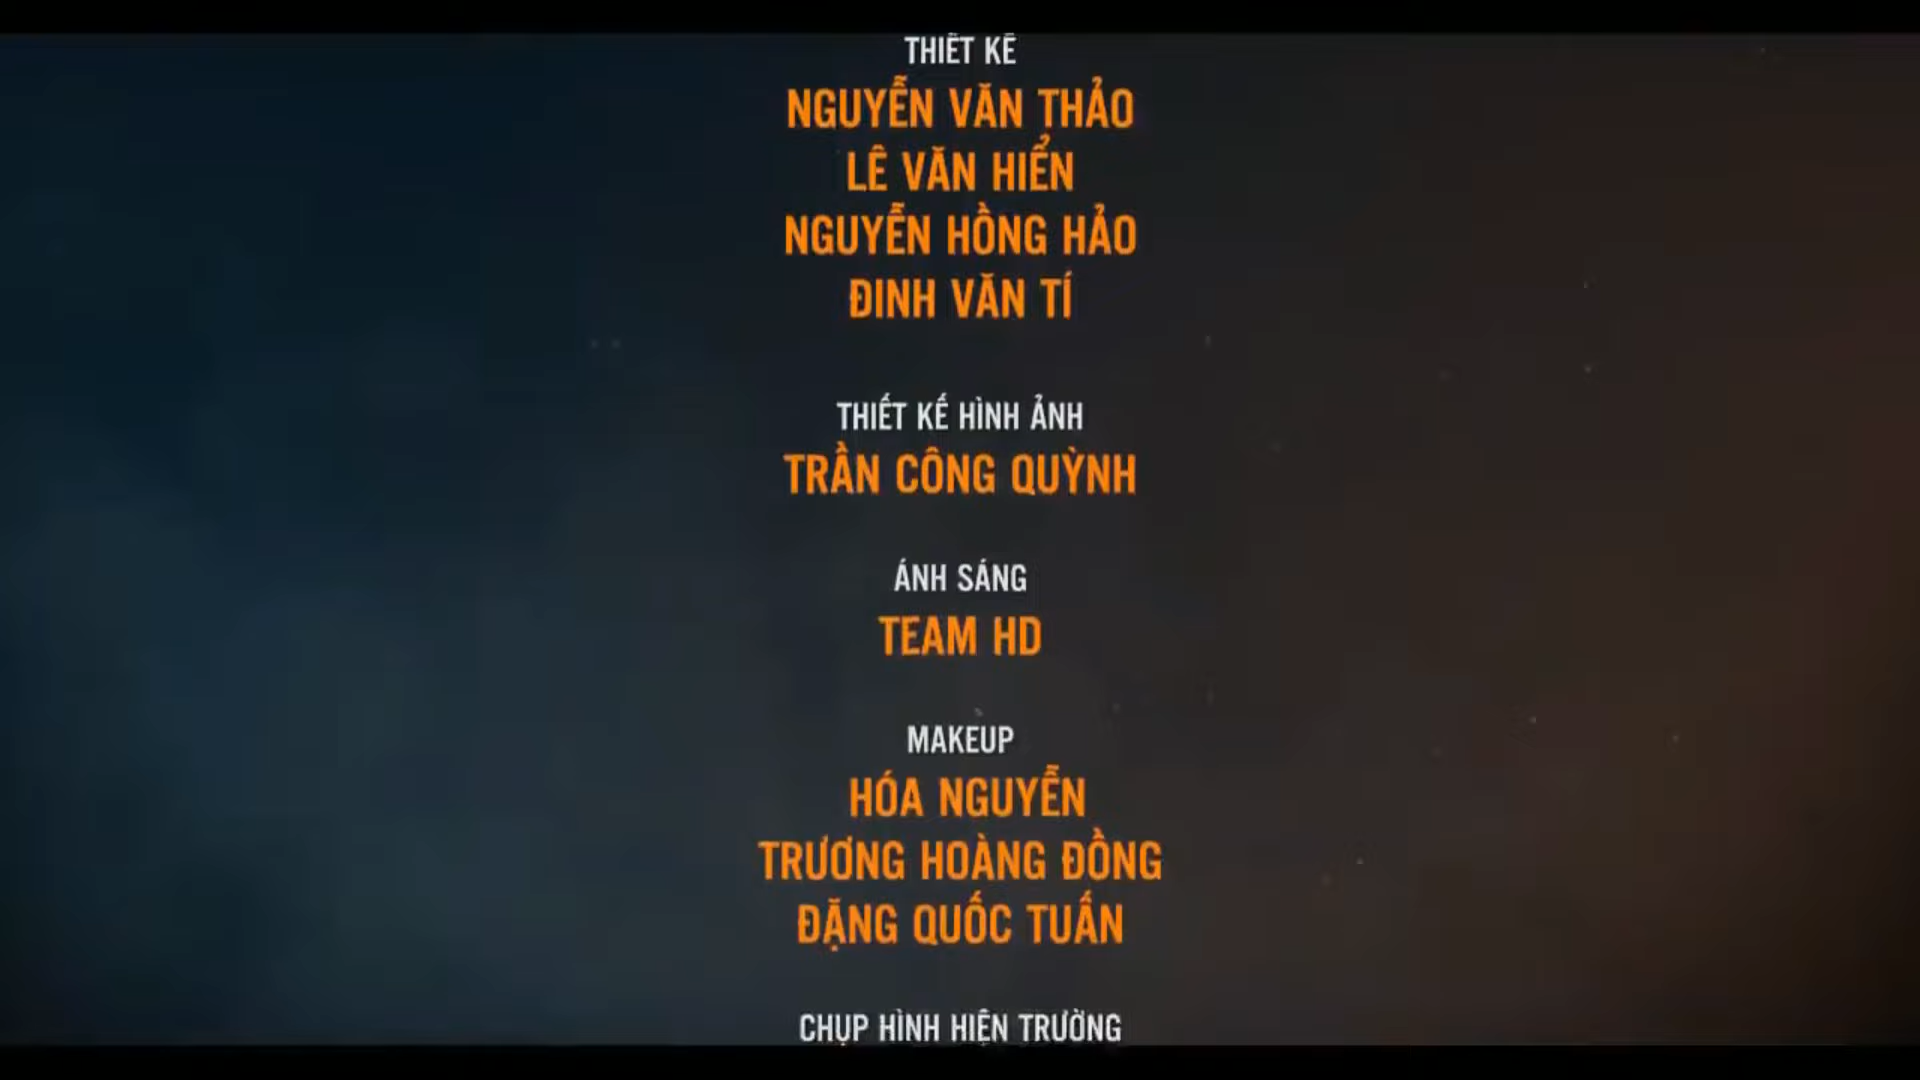 THIẾT KẾ
NGUYỄN VĂN THẢO
LÊ VĂN HIỂN
NGUYỄN HỒNG HẢO
ĐINH VĂN TÍ
THIẾT KẾ HÌNH ẢNH
TRẦN CÔNG QUỲNH
ÁNH SÁNG
TEAM HD
MAKEUP
HÓA NGUYỄN
TRƯƠNG HOÀNG ĐỒNG
ĐẶNG QUỐC TUẤN
CHỤP HÌNH HIỆN TRƯỜNG